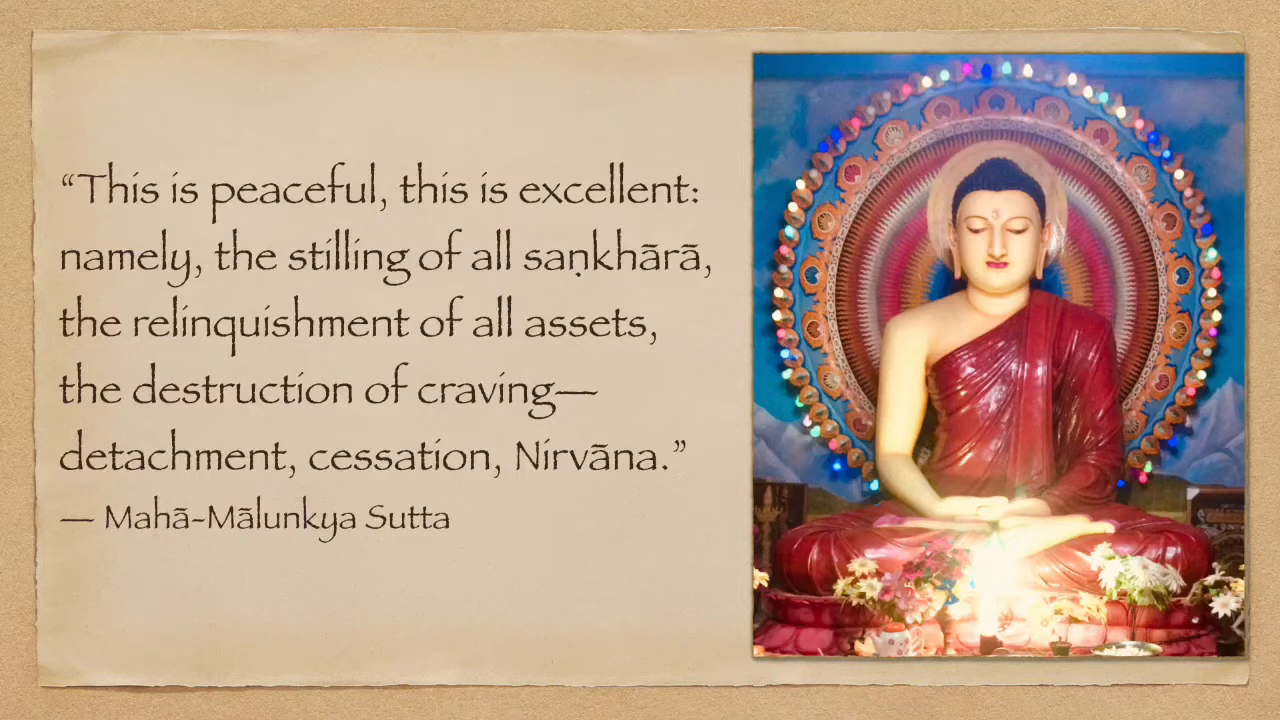 “This is peaceful, this is excellent:
namely, the stilling of all saṇkhārā,
the relinquishment of all assets,
the destruction of craving—
detachment, cessation, Nirvāna.”
— Mahā-Mālunkya Sutta